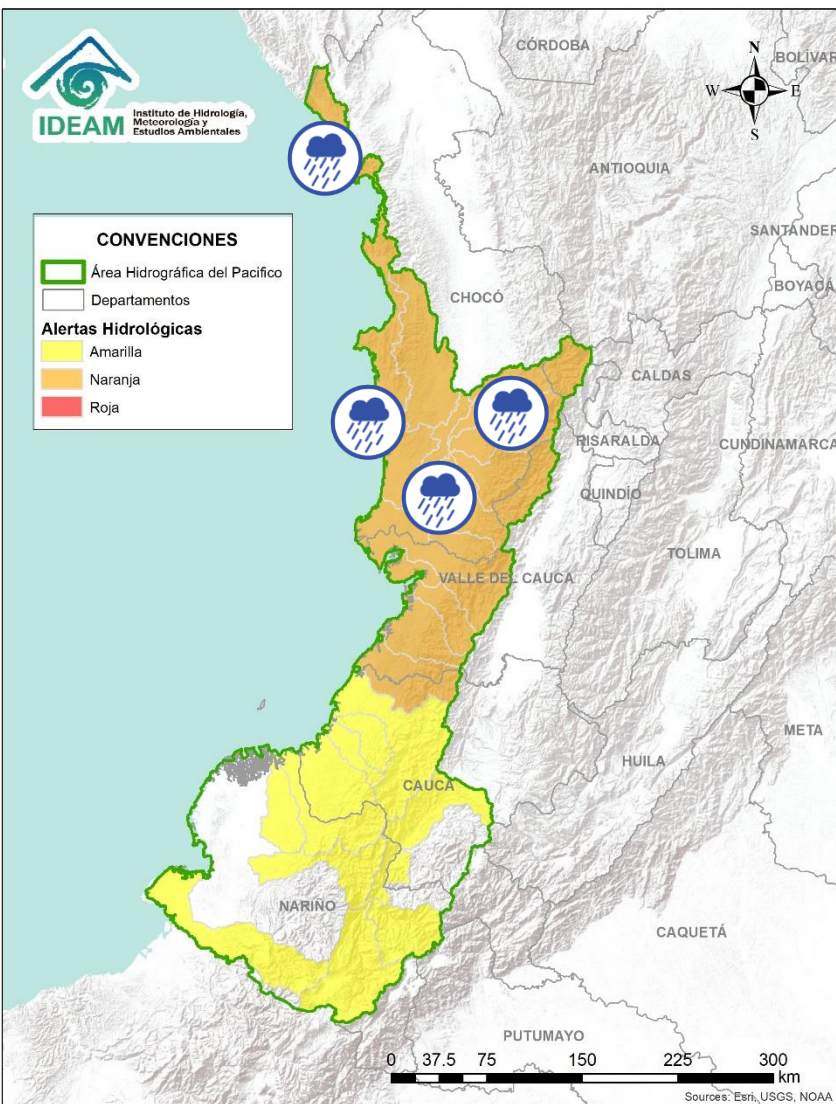 IDEAM
Instituto de Hidrología,
Meteorología y
Estudios Ambientales
N
W E
S
CÓRDOBA
BOLÍVAR
ANTIOQUIA
SANTANDER
BOYACÁ
CONVENCIONES
Área Hidrográfica del Pacifico
Departamentos
Alertas Hidrológicas
Amarilla
Naranja
Roja
CHOCÓ
CALDAS
RISARALDA
CUNDINAMARCA
QUINDÍO
TOLIMA
VALLE DEL CAUCA
META
HUILA
CAUCA
NARIÑO
CAQUETÁ
PUTUMAYO
0 37.5 75 150 225 300
km
Sources: Esri, USGS, NOAA